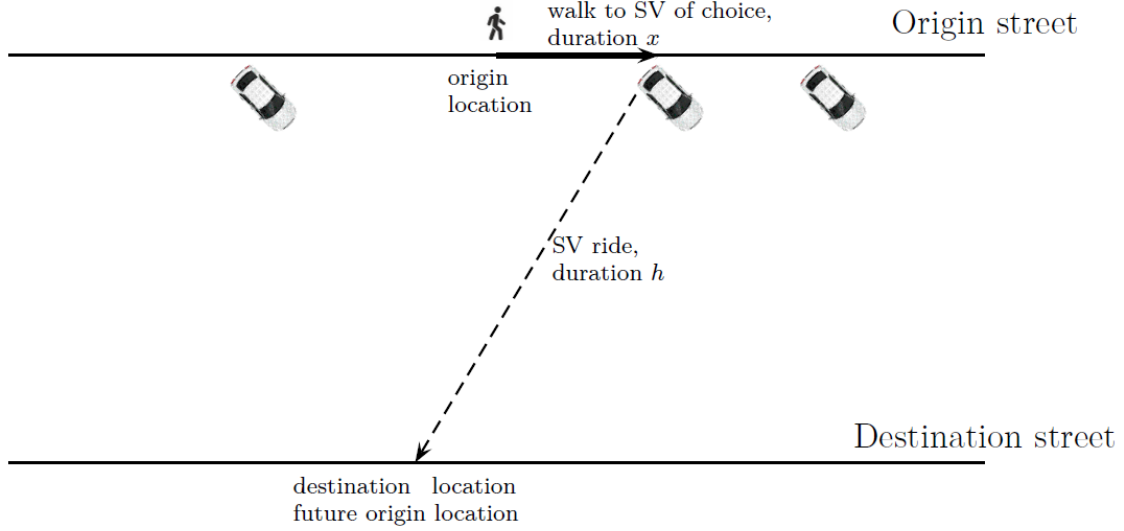 walk to SV of choice,
duration x
Origin street
origin
location
SV ride,
duration h
Destination street
destination location
future origin location